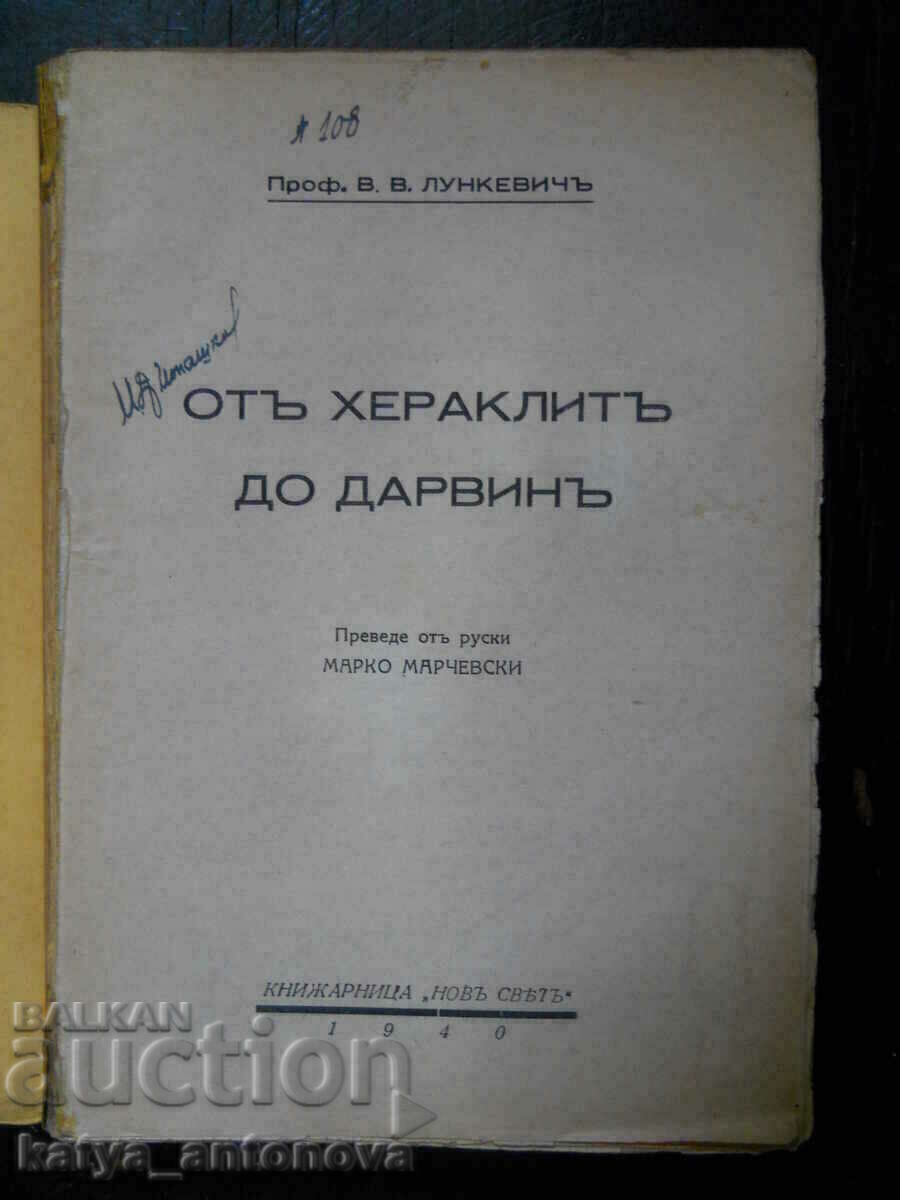 № 108
Проф. В. В. ЛУНКЕВИЧЪ
ОТЪ ХЕРАКЛИТЪ
ДО ДАРВИНЪ
Преведе отъ руски
МАРКО МАРЧЕВСКИ
КНИЖАРНИЦА „НОВЪ СВѢТЪ“
1940
BALKAN
auction
katya_antonova